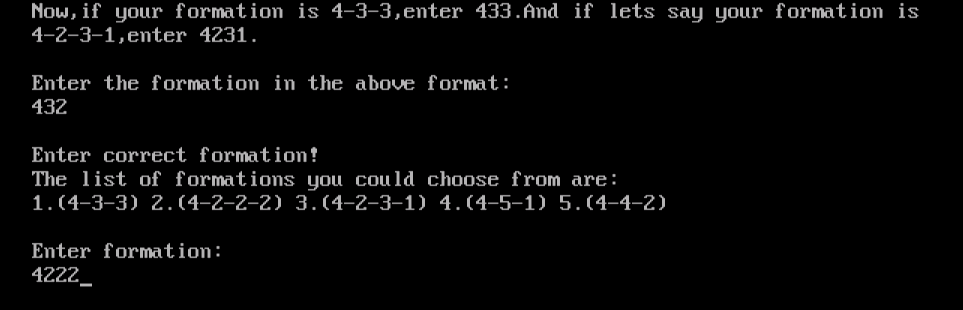 Now,if your formation is 4-3-3,enter 433.And if lets say your formation is
4-2-3-1,enter 4231.
Enter the formation in the above format:
432
Enter correct formation!
The list of formations you could choose from are:
1.(4-3-3) 2.(4-2-2-2) 3.(4-2-3-1) 4.(4-5-1) 5.(4-4-2)
Enter formation:
4222_